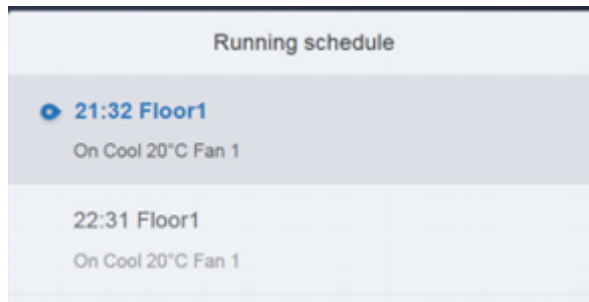 Running schedule
21:32 Floor1
On Cool 20°C Fan 1
22:31 Floor1
On Cool 20°C Fan 1